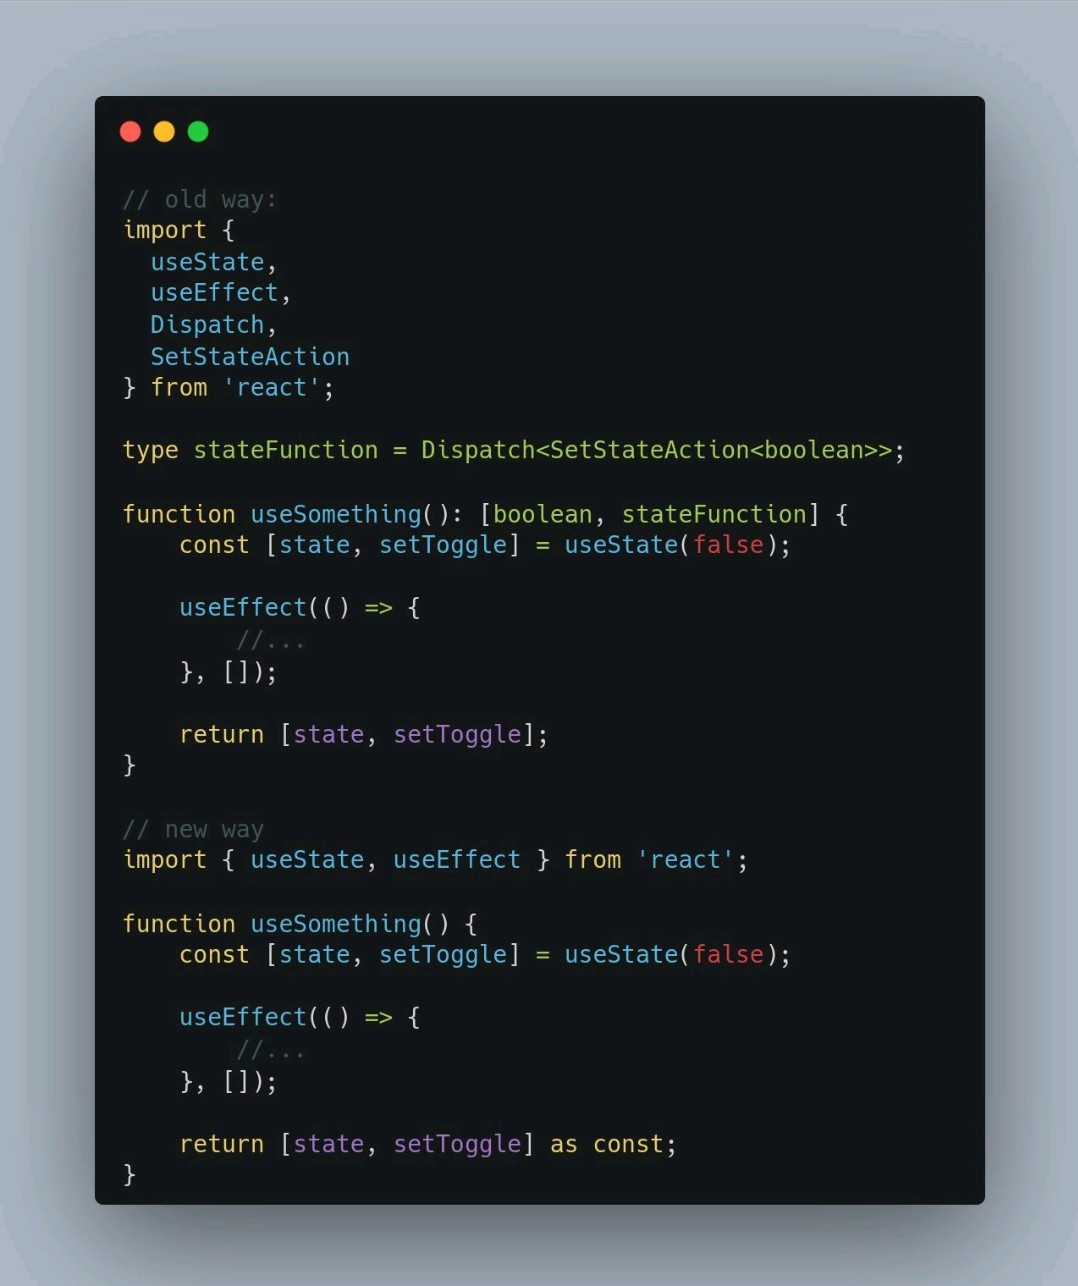 // old way:
import {
  useState,
  useEffect,
  Dispatch,
  SetStateAction
} from 'react';

type stateFunction = Dispatch<SetStateAction<boolean>>;

function useSomething(): [boolean, stateFunction] {
    const [state, setToggle] = useState(false);

    useEffect(() => {
        //...
    }, []);

    return [state, setToggle];
}

// new way
import { useState, useEffect } from 'react';

function useSomething() {
    const [state, setToggle] = useState(false);

    useEffect(() => {
        //...
    }, []);

    return [state, setToggle] as const;
}